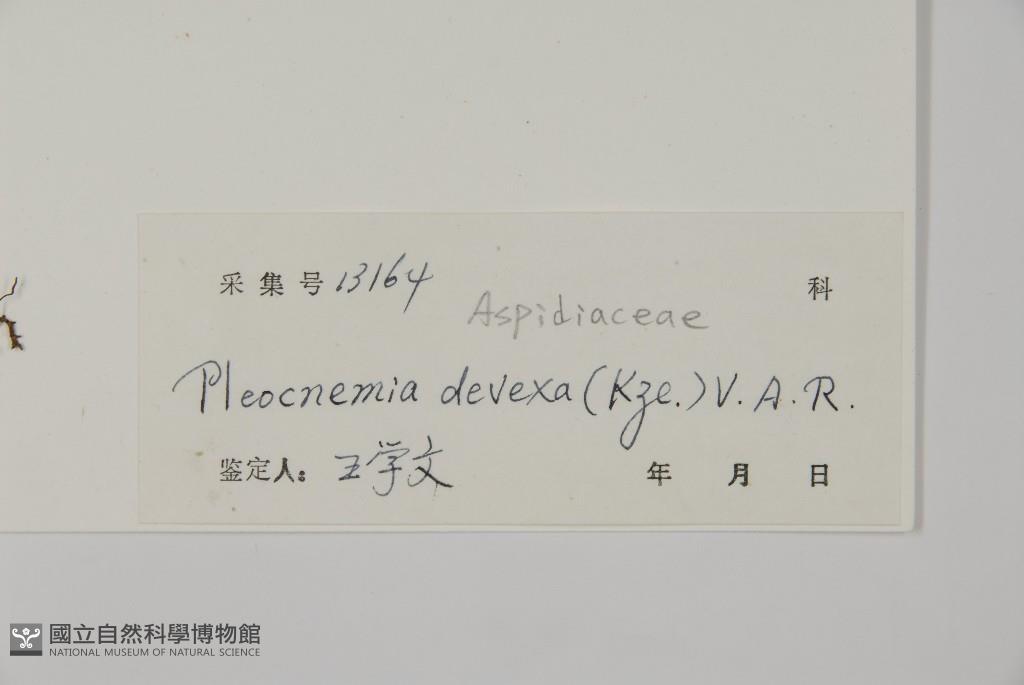 采集号 13164 科
Aspidiaceae
Pleocnemia devexa (Kze.) V. A. R.
鉴定人: 王学文 年 月 日
國立自然科學博物館
NATIONAL MUSEUM OF NATURAL SCIENCE